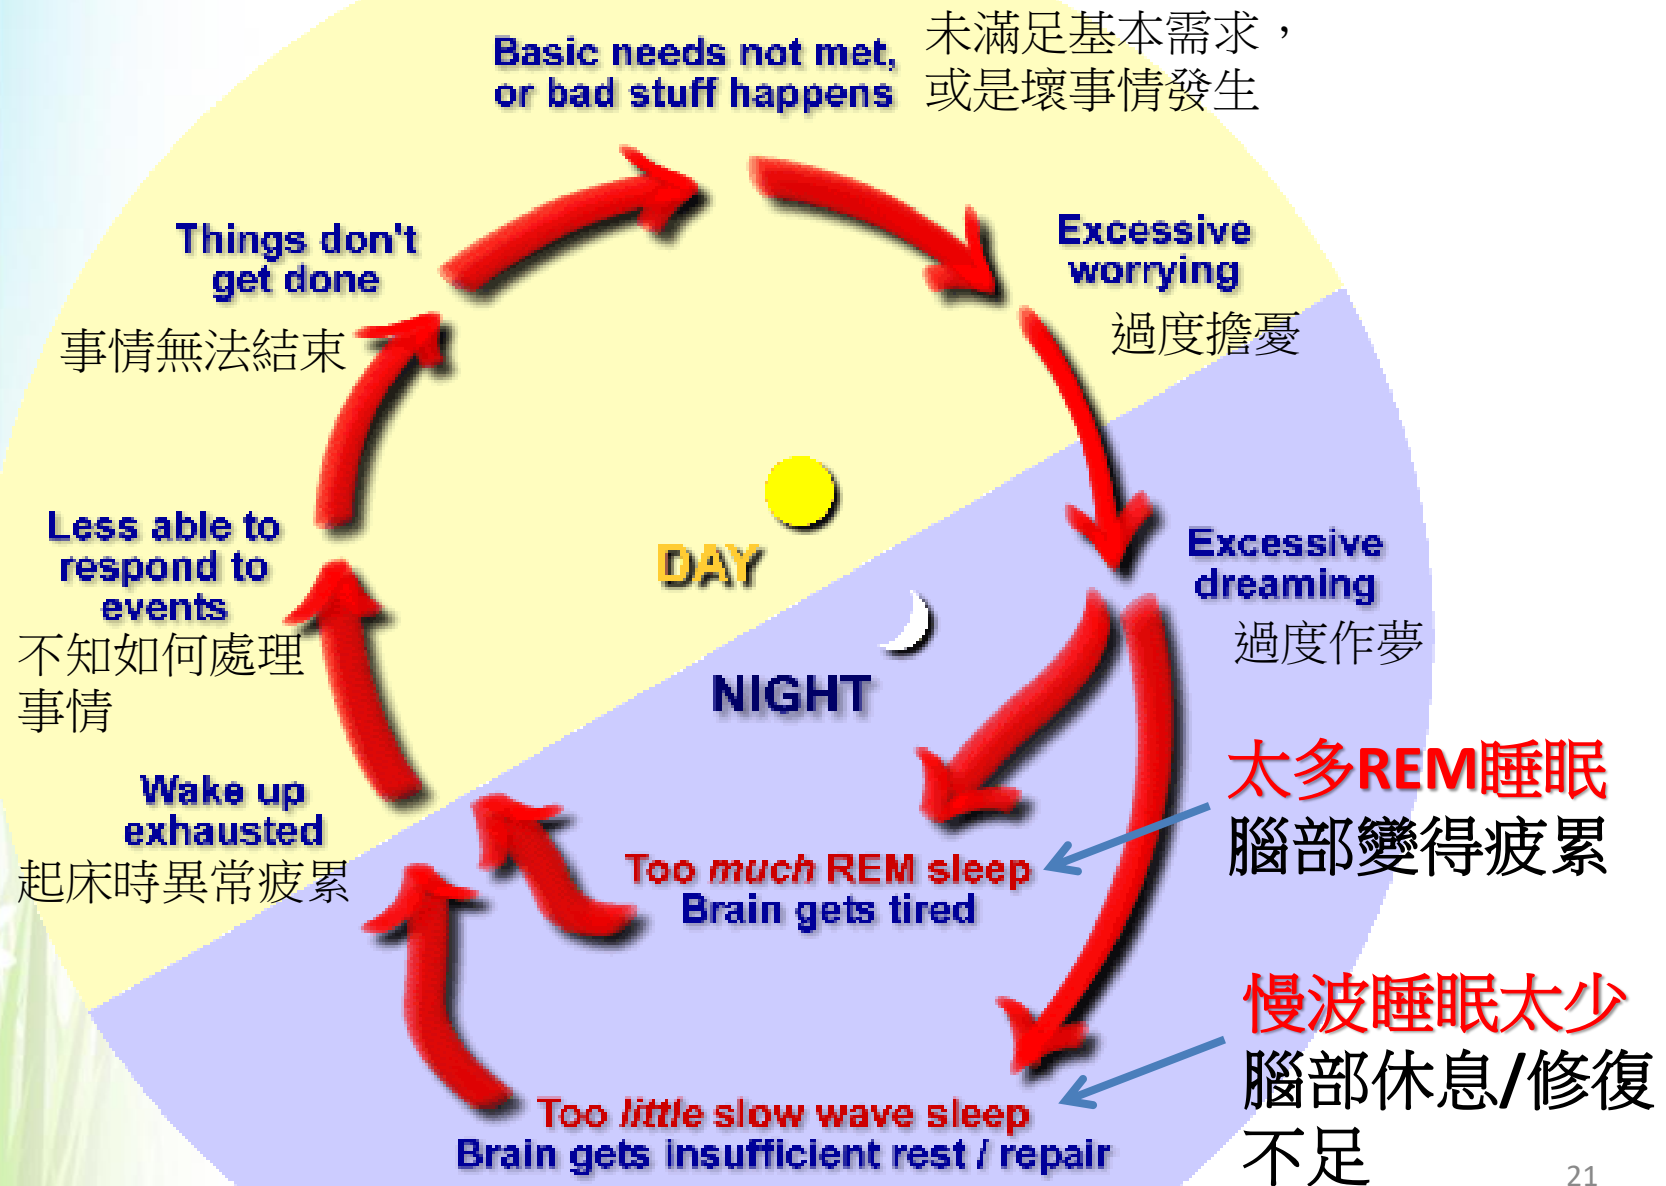 Basic needs not met,
or bad stuff happens
未滿足基本需求，
或是壞事情發生
Excessive
worrying
過度擔憂
Excessive
dreaming
過度作夢
太多REM睡眠
腦部變得疲累
Too much REM sleep
Brain gets tired
慢波睡眠太少
腦部休息/修復
不足
Too little slow wave sleep
Brain gets insufficient rest / repair
Wake up
exhausted
起床時異常疲累
Less able to
respond to
events
不知如何處理
事情
Things don't
get done
事情無法結束
DAY
NIGHT
21